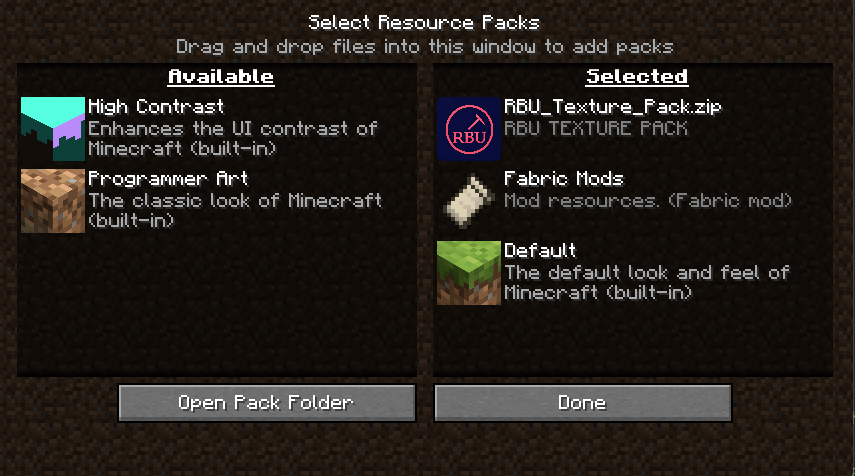 Select Resource Packs
Drag and drop files into this window to add packs
Available
High Contrast
Enhances the UI contrast of
Minecraft (built-in)
Programmer Art
The classic look of Minecraft
(built-in)
Selected
RBU
RBU_Texture_Pack.zip
RBU TEXTURE PACK
Fabric Mods
Mod resources. (Fabric mod)
Default
The default look and feel of
Minecraft (built-in)
Open Pack Folder
Done